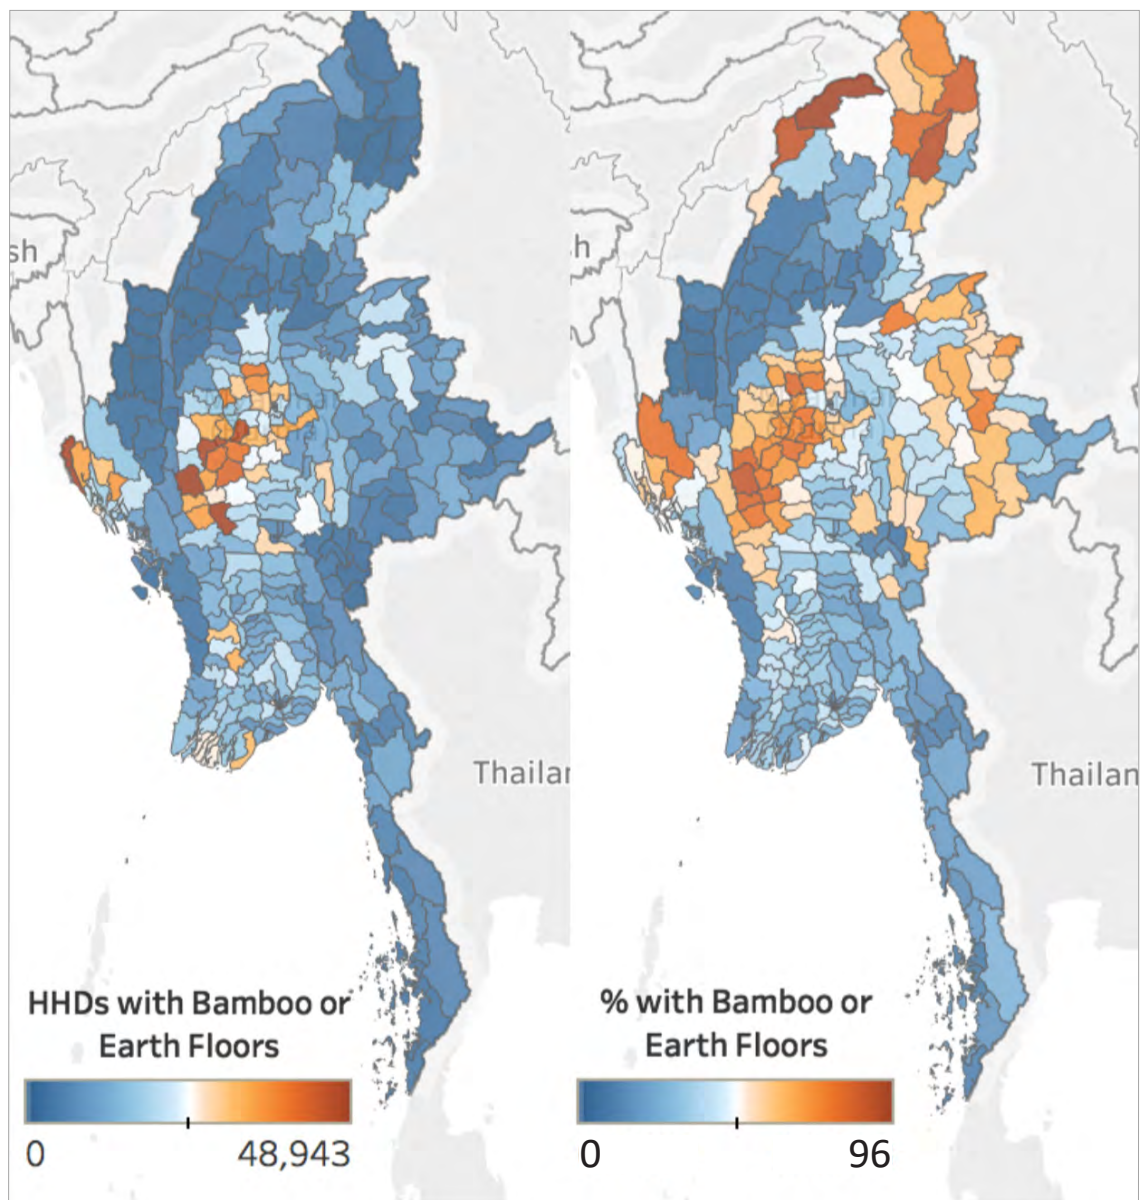 sh
h
Thailan
Thailan
HHDs with Bamboo or
Earth Floors
0
48,943
% with Bamboo or
Earth Floors
0
96